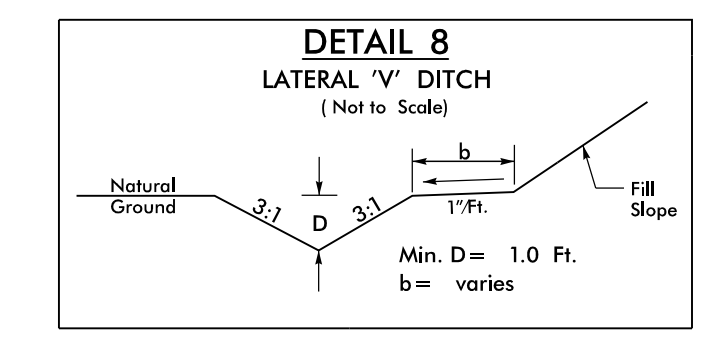 DETAIL 8
LATERAL 'V' DITCH
( Not to Scale)
b
Natural
Ground
3:1
D
3:1
1"/Ft.
Fill
Slope
Min. D= 1.0 Ft.
b= varies